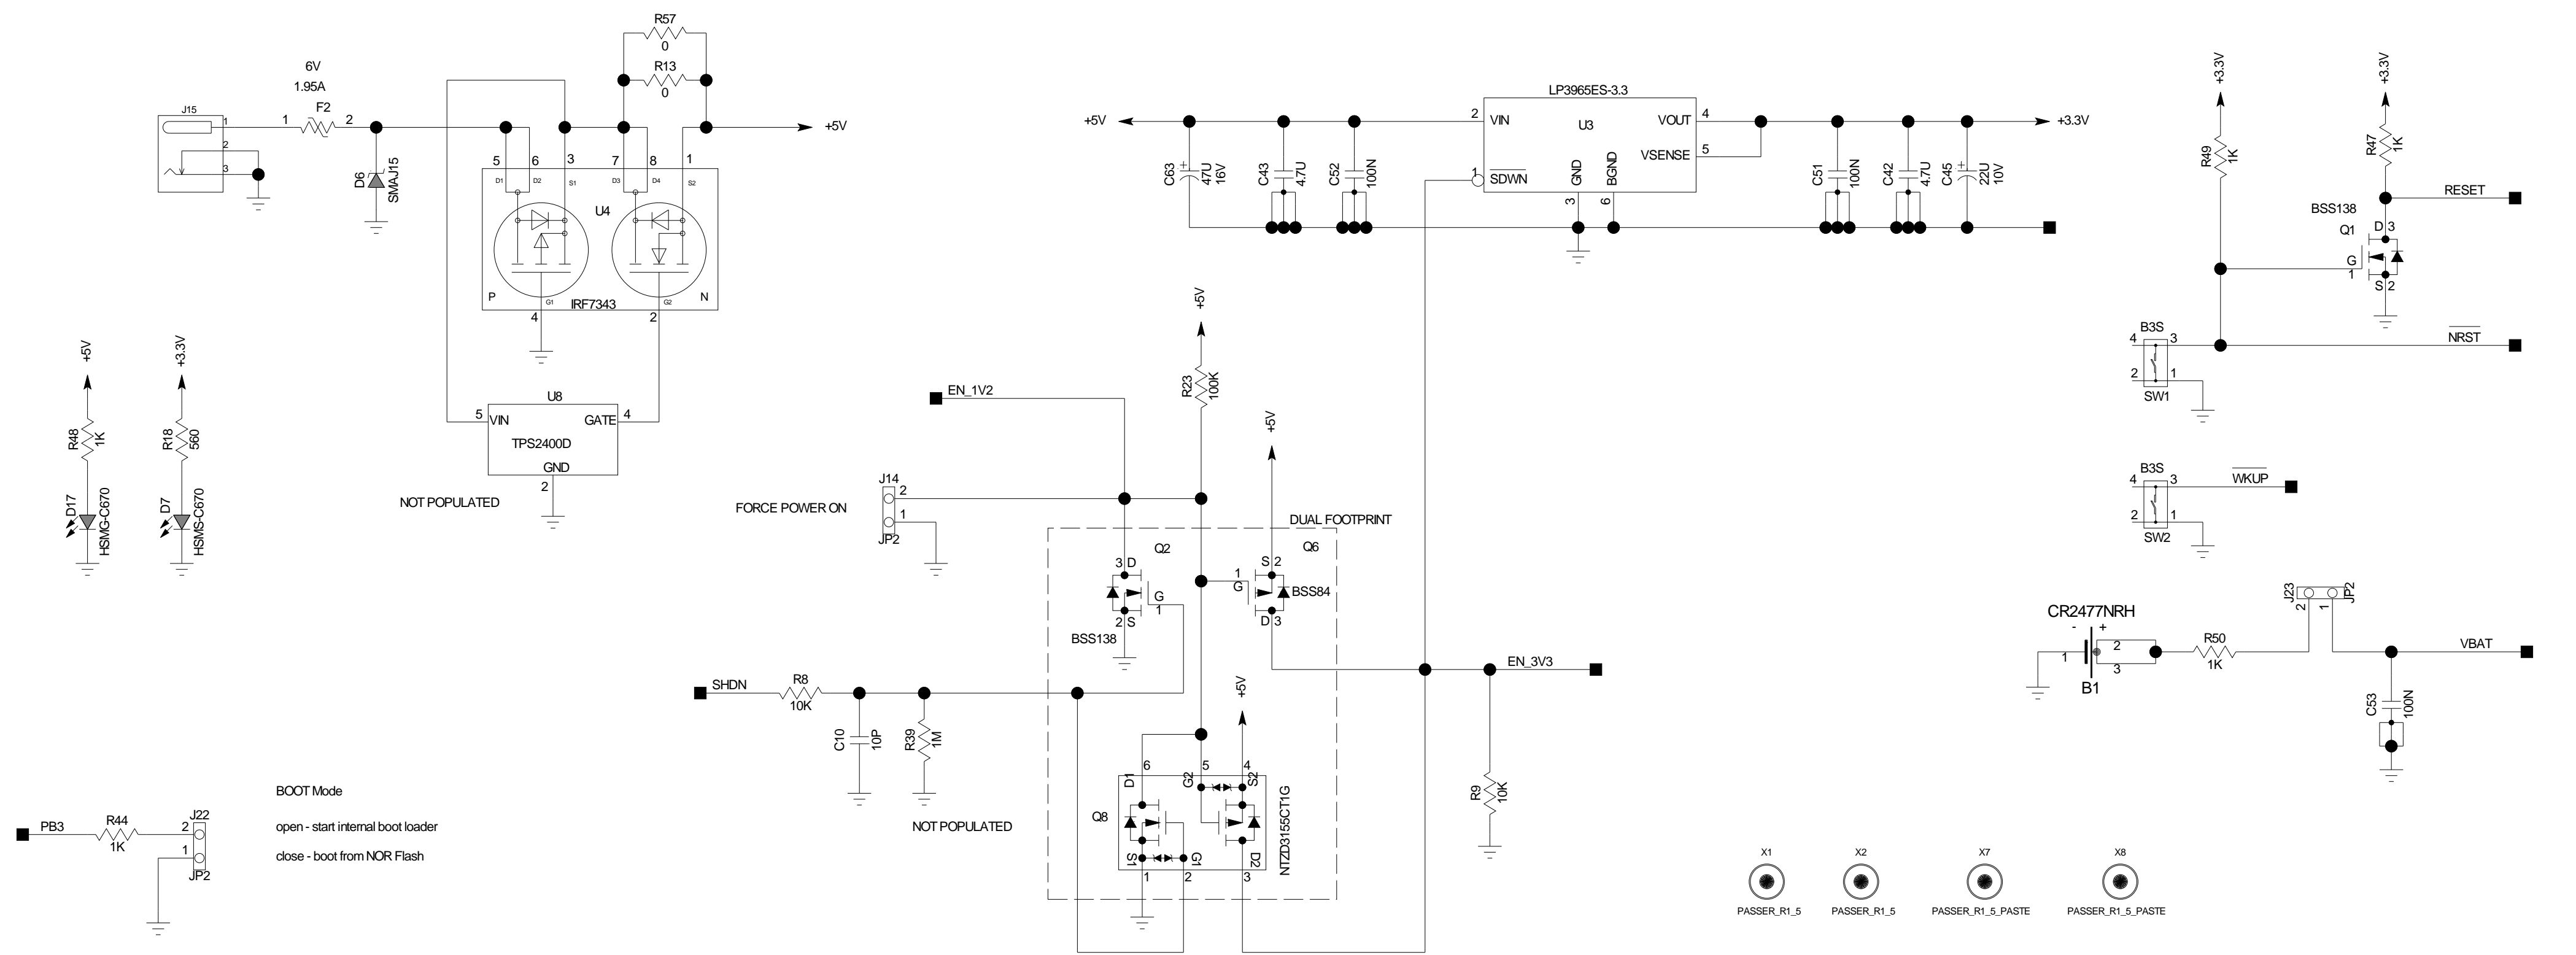 R57
0
R13
0
6V
1.95A
F2
1
2
J15
1
2
3
+5V
D6
SMAJ15
5
6
3
7
8
1
D1
D2
S1
D3
D4
S2
U4
P
N
G1
G2
IRF7343
4
2
U8
5
VIN
GATE
4
TPS2400D
GND
2
NOT POPULATED
+5V
R48
1K
D17
HSMG-C670
+3.3V
R18
560
D7
HSMS-C670
LP3965ES-3.3
+5V
2
VIN
U3
VOUT
4
+3.3V
VSENSE
5
1
SDWN
GND
BGND
3
6
C63
+
47U
16V
C43
4.7U
C52
100N
C51
100N
C42
4.7U
C45
+
22U
10V
+3.3V
R49
1K
+3.3V
R47
1K
RESET
BSS138
Q1
D
3
G
1
S
2
NRST
B3S
4
3
2
1
SW1
B3S
4
3
WKUP
2
1
SW2
+5V
R23
100K
EN_1V2
+5V
J14
2
1
JP2
FORCE POWER ON
DUAL FOOTPRINT
Q2
3
D
G
1
2
S
BSS138
Q6
S
2
1
G
BSS84
D
3
EN_3V3
SHDN
R8
10K
C10
10P
R39
1M
NOT POPULATED
+5V
6
5
4
D1
G2
S2
Q8
NTZD3155CT1G
S1
G1
D2
1
2
3
R9
10K
J23
JP2
2
1
CR2477NRH
-
+
1
2
3
B1
R50
1K
VBAT
C53
100N
BOOT Mode
open - start internal boot loader
close - boot from NOR Flash
PB3
R44
1K
J22
2
1
JP2
X1
X2
X7
X8
PASSER_R1_5
PASSER_R1_5
PASSER_R1_5_PASTE
PASSER_R1_5_PASTE